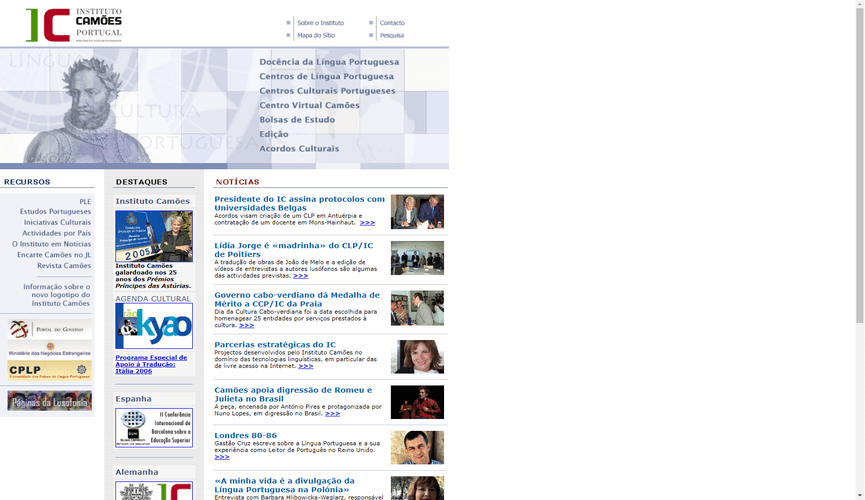 INSTITUTO
CAMÕES
PORTUGAL
Sobre o Instituto
Contacto
Mapa do Sítio
Pesquisa
LÍNGUA
CULTURA
PORTUGUESA
Docência da Língua Portuguesa
Centros de Língua Portuguesa
Centros Culturais Portugueses
Centro Virtual Camões
Bolsas de Estudo
Edição
Acordos Culturais
RECURSOS
PLE
Estudos Portugueses
Iniciativas Culturais
Actividades por País
O Instituto em Notícias
Encarte Camões no JL
Revista Camões
Informação sobre o
novo logotipo do
Instituto Camões
PORTAL DO GOVERNO
Ministério dos Negócios Estrangeiros
CPLP
Comunidade dos Países de Língua Portuguesa
Páginas da Lusofonia
DESTAQUES
Instituto Camões
2005
Instituto Camões
galardoado nos 25
anos dos Prémios
Príncipes das Astúrias.
AGENDA CULTURAL
kyao
Programa Especial de
Apoio à Tradução:
Itália 2006
Espanha
II Conferência
Internacional de
Barcelona sobre a
Educação Superior
Alemanha
NOTÍCIAS
Presidente do IC assina protocolos com
Universidades Belgas
Acordos visam criação de um CLP em Antuérpia e
contratação de um docente em Mons-Hainhaut. >>>
Lídia Jorge é «madrinha» do CLP/IC
de Poitiers
A tradução de obras de João de Melo e a edição de
vídeos de entrevistas a autores lusófonos são algumas
das actividades previstas. >>>
Governo cabo-verdiano dá Medalha de
Mérito a CCP/IC da Praia
Dia da Cultura Cabo-verdiana foi a data escolhida para
homenagear 25 entidades por serviços prestados à
cultura. >>>
Parcerias estratégicas do IC
Projectos desenvolvidos pelo Instituto Camões no
domínio das tecnologias linguísticas, em particular das
de livre acesso na Internet. >>>
Camões apoia digressão de Romeu e
Julieta no Brasil
A peça, encenada por António Pires e protagonizada por
Nuno Lopes, em digressão no Brasil. >>>
Londres 80-86
Gastão Cruz escreve sobre a Língua Portuguesa e a sua
experiência como Leitor de Português no Reino Unido.
>>>
«A minha vida é a divulgação da
Língua Portuguesa na Polónia»
Entrevista com Barbara Hlibowicka-Węglarz, responsável